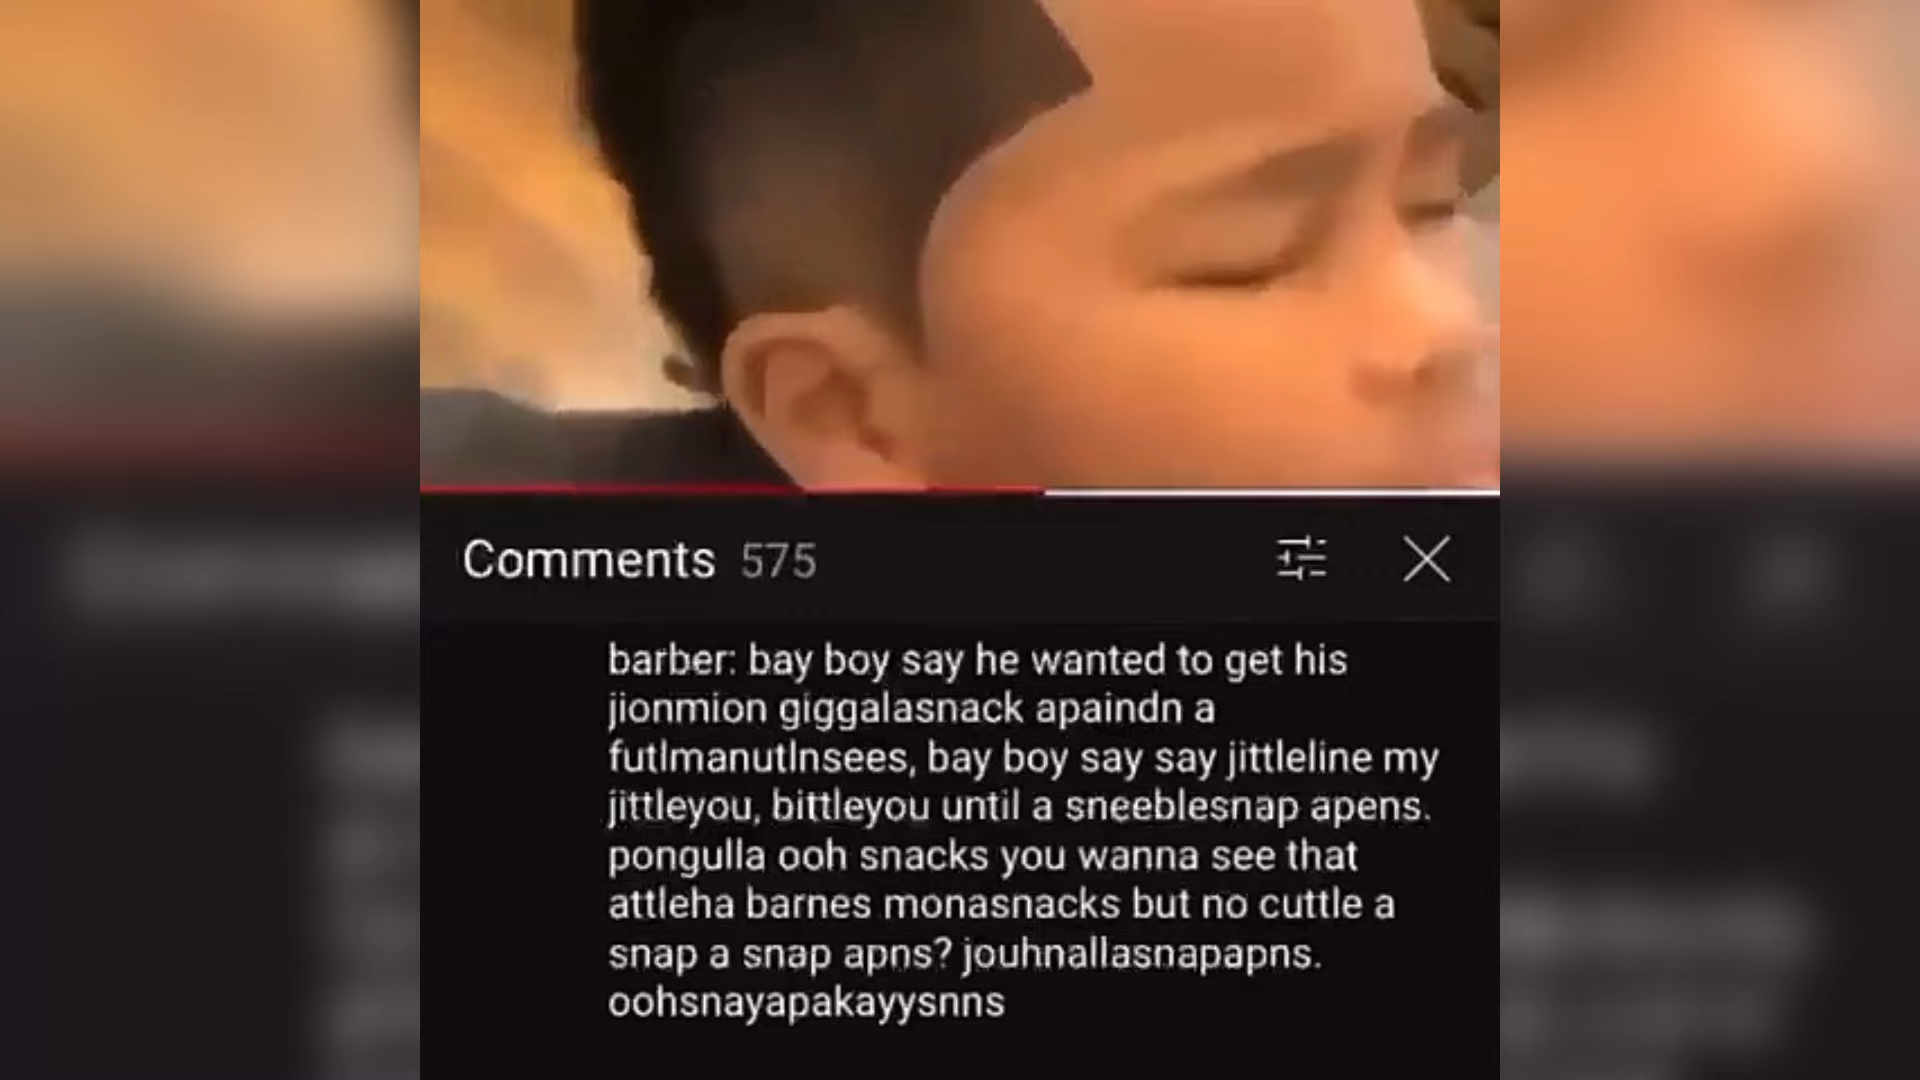 Comments 575
barber: bay boy say he wanted to get his
jionmion giggalasnack apaindn a
futlmanutlnsees, bay boy say say jittleline my
jittleyou, bittleyou until a sneeblesnap apens.
pongulla ooh snacks you wanna see that
attleha barnes monasnacks but no cuttle a
snap a snap apns? jouhnallasnapapns.
oohsnayapakayysnns